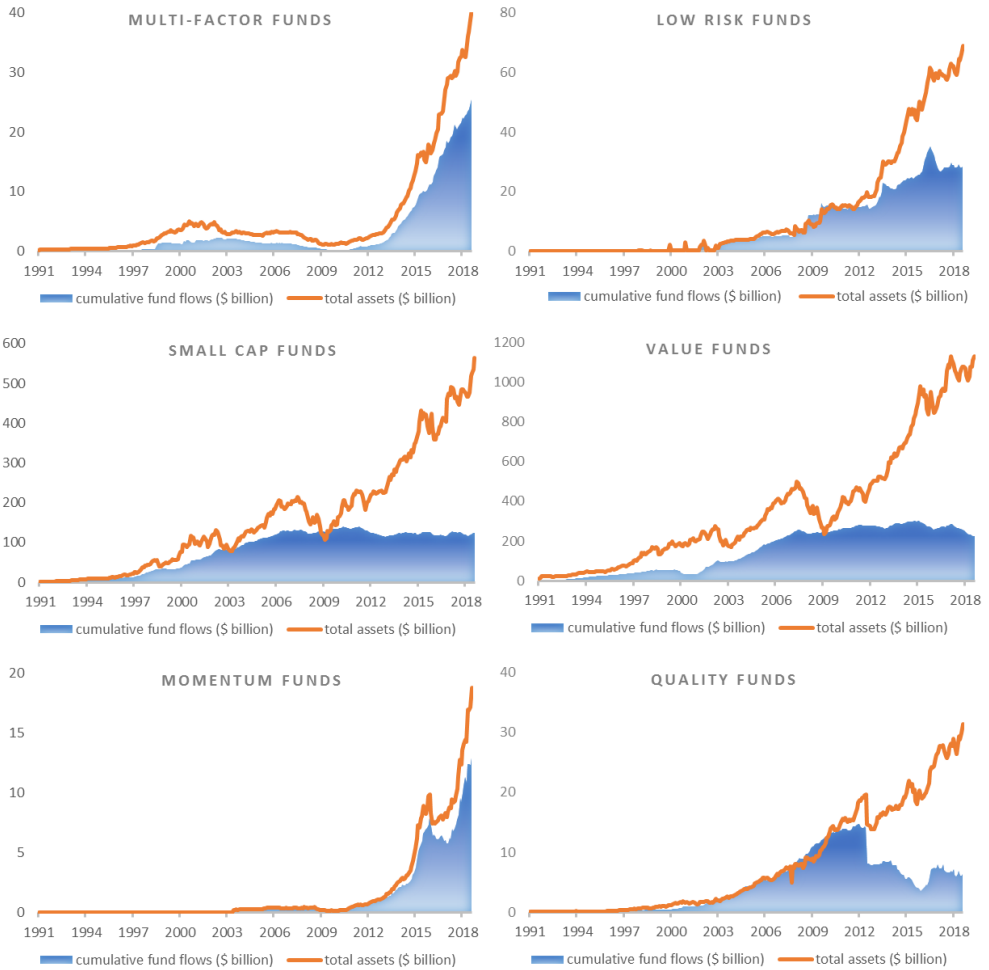 MULTI-FACTOR FUNDS
40
30
20
10
0
1991 1994 1997 2000 2003 2006 2009 2012 2015 2018
cumulative fund flows ($ billion) total assets ($ billion)
LOW RISK FUNDS
80
60
40
20
0
1991 1994 1997 2000 2003 2006 2009 2012 2015 2018
cumulative fund flows ($ billion) total assets ($ billion)
SMALL CAP FUNDS
600
500
400
300
200
100
0
1991 1994 1997 2000 2003 2006 2009 2012 2015 2018
cumulative fund flows ($ billion) total assets ($ billion)
VALUE FUNDS
1200
1000
800
600
400
200
0
1991 1994 1997 2000 2003 2006 2009 2012 2015 2018
cumulative fund flows ($ billion) total assets ($ billion)
MOMENTUM FUNDS
20
15
10
5
0
1991 1994 1997 2000 2003 2006 2009 2012 2015 2018
cumulative fund flows ($ billion) total assets ($ billion)
QUALITY FUNDS
40
30
20
10
0
1991 1994 1997 2000 2003 2006 2009 2012 2015 2018
cumulative fund flows ($ billion) total assets ($ billion)